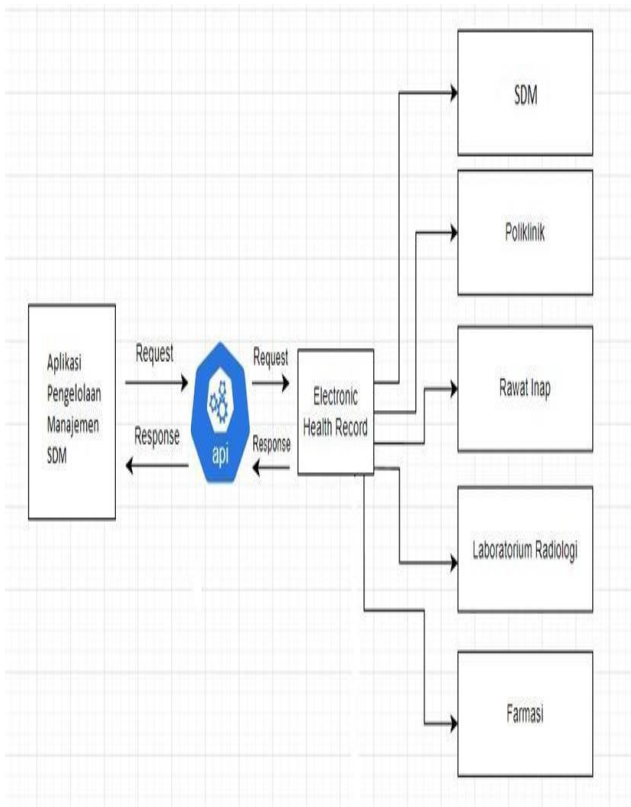 SDM
Poliklinik
Aplikasi
Pengelolaan
Manajemen
SDM
Request
Response
api
Request
Response
Electronic
Health Record
Rawat Inap
Laboratorium Radiologi
Farmasi